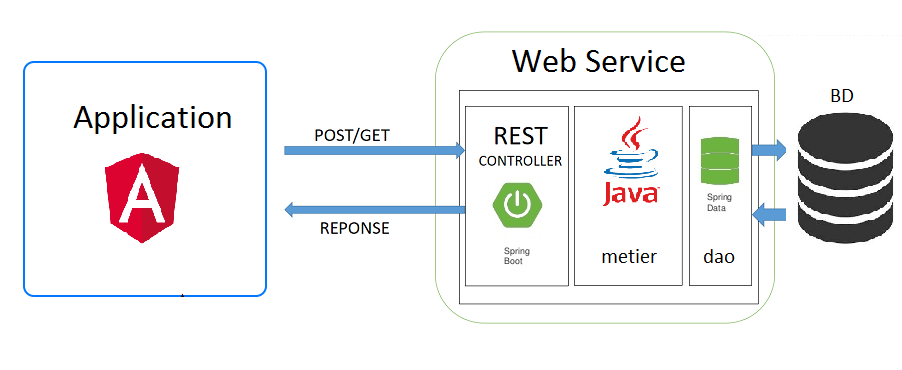 Web Service
Application
A
POST/GET
REPONSE
REST
CONTROLLER
Spring
Boot
Java
metier
Spring
Data
dao
BD